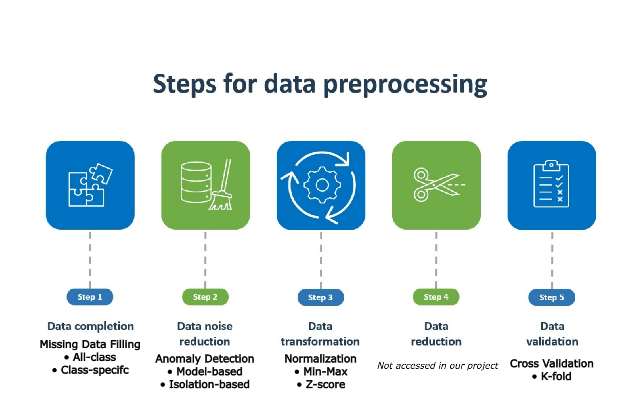 Steps for data preprocessing
Step 1
Step 2
Step 3
Step 4
Step 5
Data completion
Missing Data Filling
• All-class
• Class-specifc
Data noise
reduction
Anomaly Detection
• Model-based
• Isolation-based
Data
transformation
Normalization
• Min-Max
• Z-score
Data
reduction
Not accessed in our project
Data
validation
Cross Validation
• K-fold